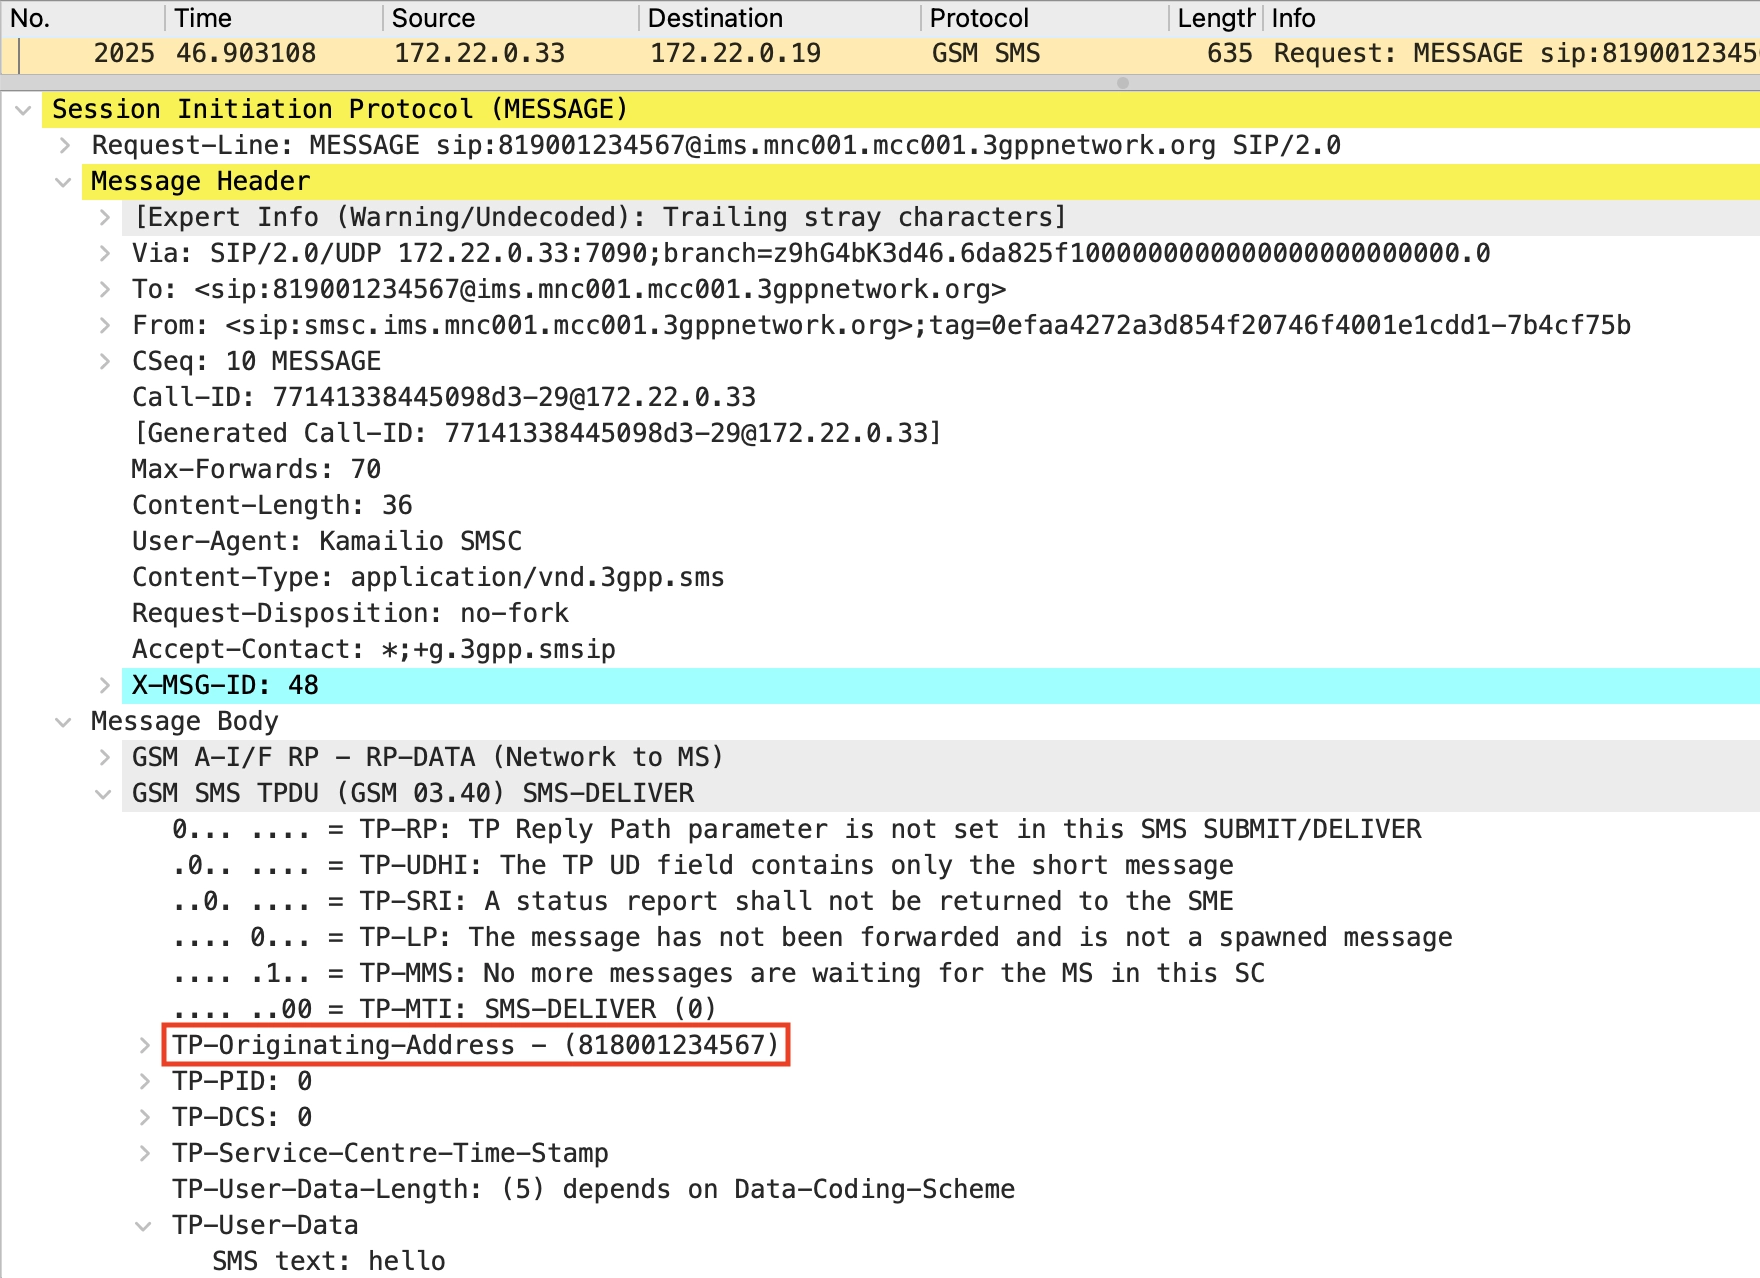 No. Time Source Destination Protocol Length Info
2025 46.903108 172.22.0.33 172.22.0.19 GSM SMS 635 Request: MESSAGE sip:8190012345
Session Initiation Protocol (MESSAGE)
Request-Line: MESSAGE sip:819001234567@ims.mnc001.mcc001.3gppnetwork.org SIP/2.0
Message Header
[Expert Info (Warning/Undecoded): Trailing stray characters]
Via: SIP/2.0/UDP 172.22.0.33:7090;branch=z9hG4bK3d46.6da825f1000000000000000000000000.0
To: <sip:819001234567@ims.mnc001.mcc001.3gppnetwork.org>
From: <sip:smsc.ims.mnc001.mcc001.3gppnetwork.org>;tag=0efaa4272a3d854f20746f4001e1cdd1-7b4cf75b
CSeq: 10 MESSAGE
Call-ID: 77141338445098d3-29@172.22.0.33
[Generated Call-ID: 77141338445098d3-29@172.22.0.33]
Max-Forwards: 70
Content-Length: 36
User-Agent: Kamailio SMSC
Content-Type: application/vnd.3gpp.sms
Request-Disposition: no-fork
Accept-Contact: *;+g.3gpp.smsip
X-MSG-ID: 48
Message Body
GSM A-I/F RP - RP-DATA (Network to MS)
GSM SMS TPDU (GSM 03.40) SMS-DELIVER
0... .... = TP-RP: TP Reply Path parameter is not set in this SMS SUBMIT/DELIVER
.0.. .... = TP-UDHI: The TP UD field contains only the short message
..0. .... = TP-SRI: A status report shall not be returned to the SME
.... 0... = TP-LP: The message has not been forwarded and is not a spawned message
.... .1.. = TP-MMS: No more messages are waiting for the MS in this SC
.... ..00 = TP-MTI: SMS-DELIVER (0)
TP-Originating-Address - (818001234567)
TP-PID: 0
TP-DCS: 0
TP-Service-Centre-Time-Stamp
TP-User-Data-Length: (5) depends on Data-Coding-Scheme
TP-User-Data
SMS text: hello